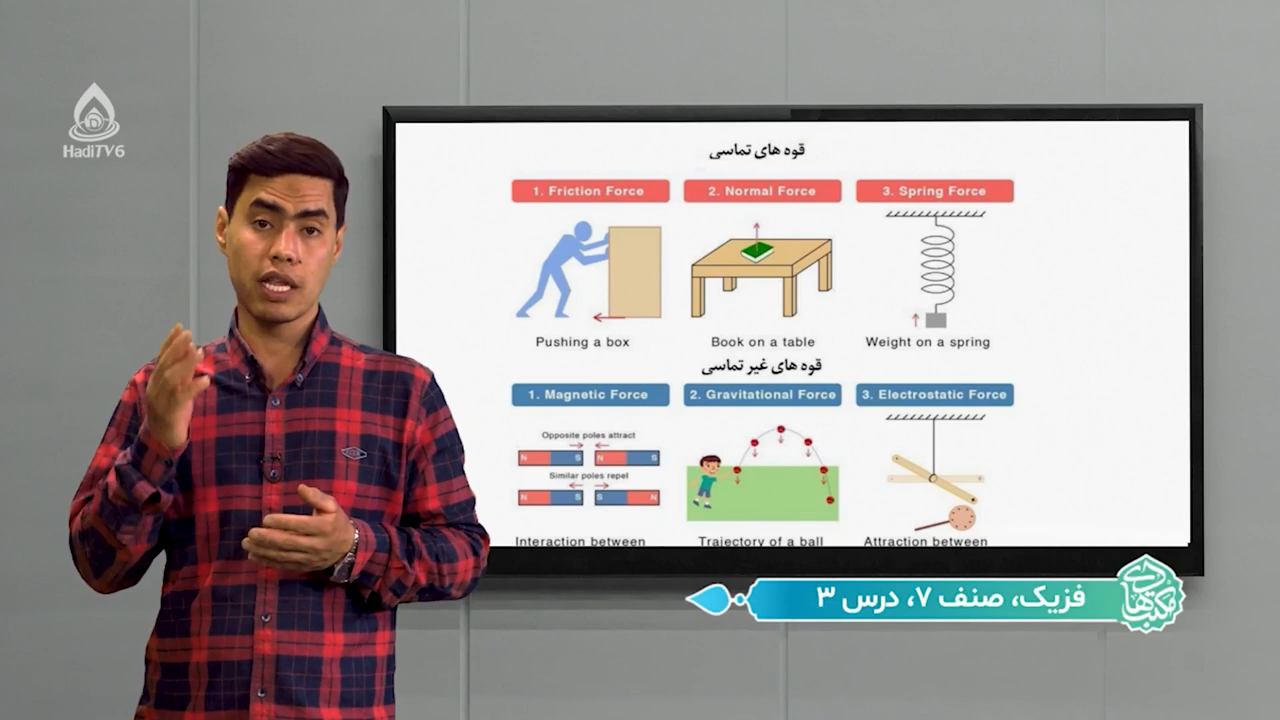 HadiTV6
قوه های تماسی
1. Friction Force
2. Normal Force
3. Spring Force
Pushing a box
Book on a table
Weight on a spring
قوه های غیر تماسی
1. Magnetic Force
2. Gravitational Force
3. Electrostatic Force
Opposite poles attract
N S N S
Similar poles repel
N S S N
Interaction between
Trajectory of a ball
Attraction between
فزیک، صنف ۷، درس ۳
مکتب هادی